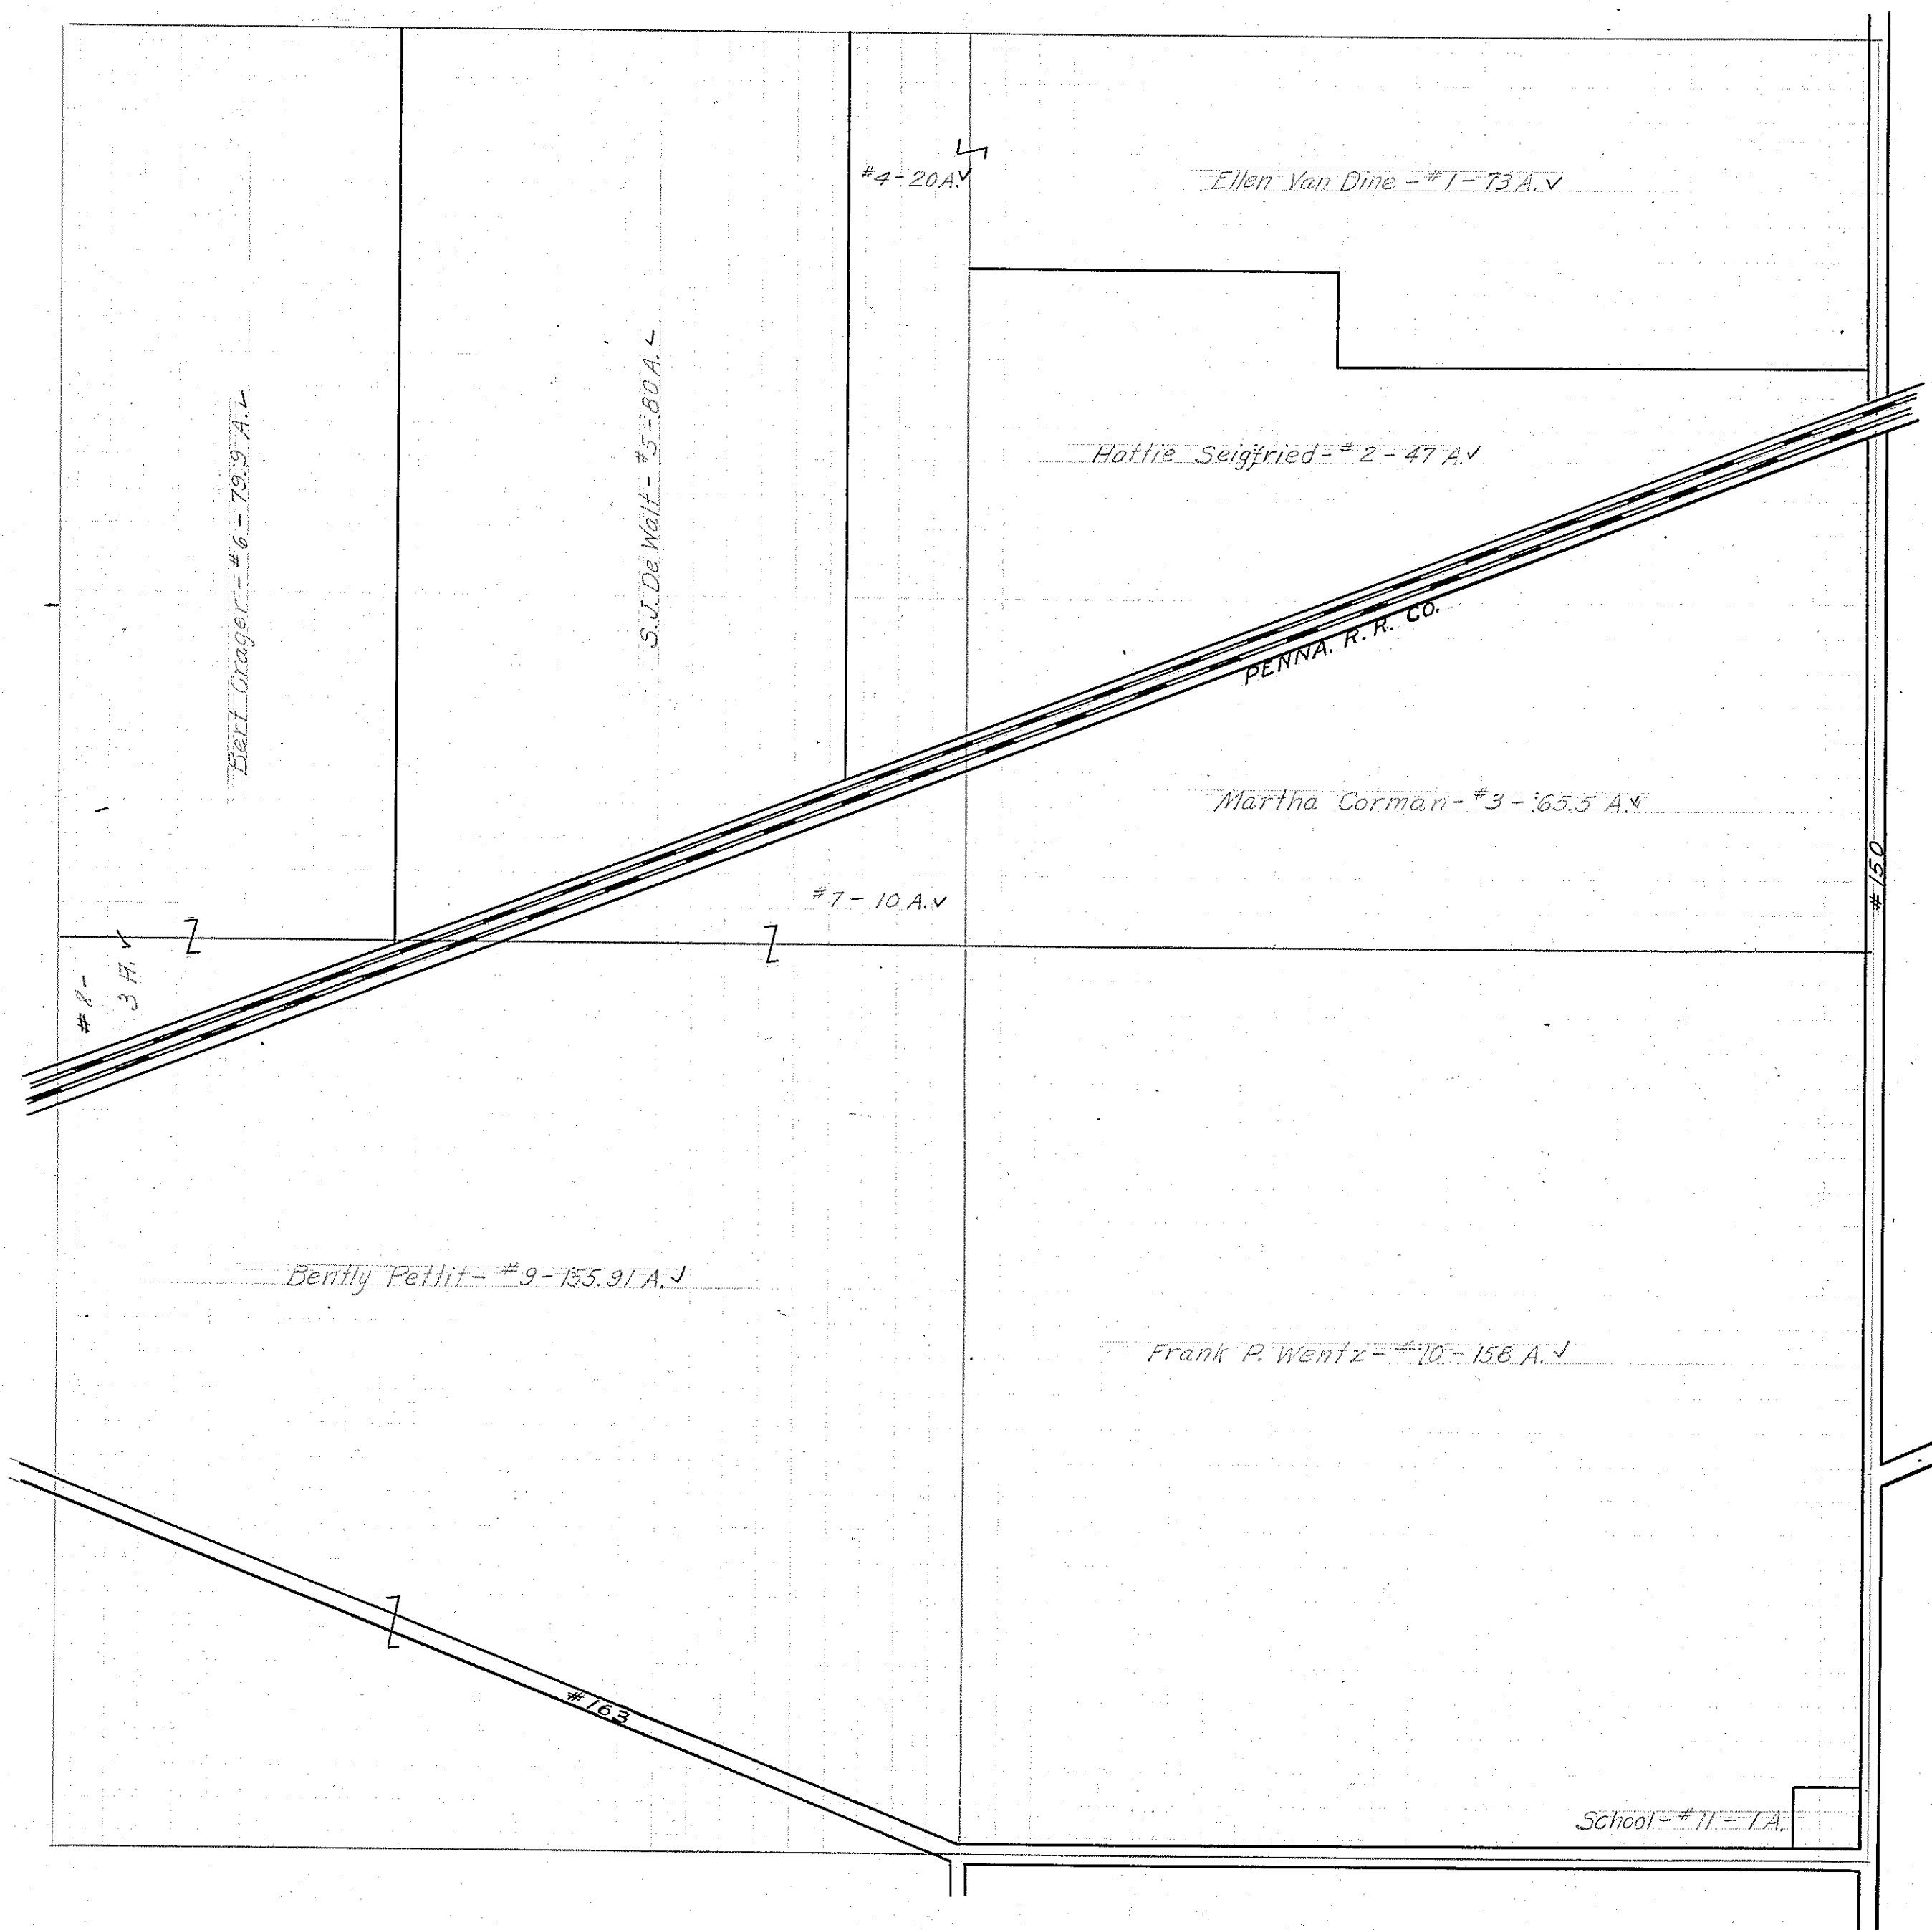 #4-20A.✓
Ellen Van Dine - #1 - 73 A. ✓
Hattie Seigfried - #2 - 47 A ✓
S.J. De Walt - #5 - 80 A. ✓
Bert Crager - #6 - 79.9 A. ✓
PENNA. R. R. CO.
Martha Corman - #3 - 65.5 A. ✓
#150
#7 - 10 A. ✓
#8 -
3 A. ✓
Bently Pettit - #9 - 155.91 A. ✓
Frank P. Wentz - #10 - 158 A. ✓
#163
School - #11 - 1 A.